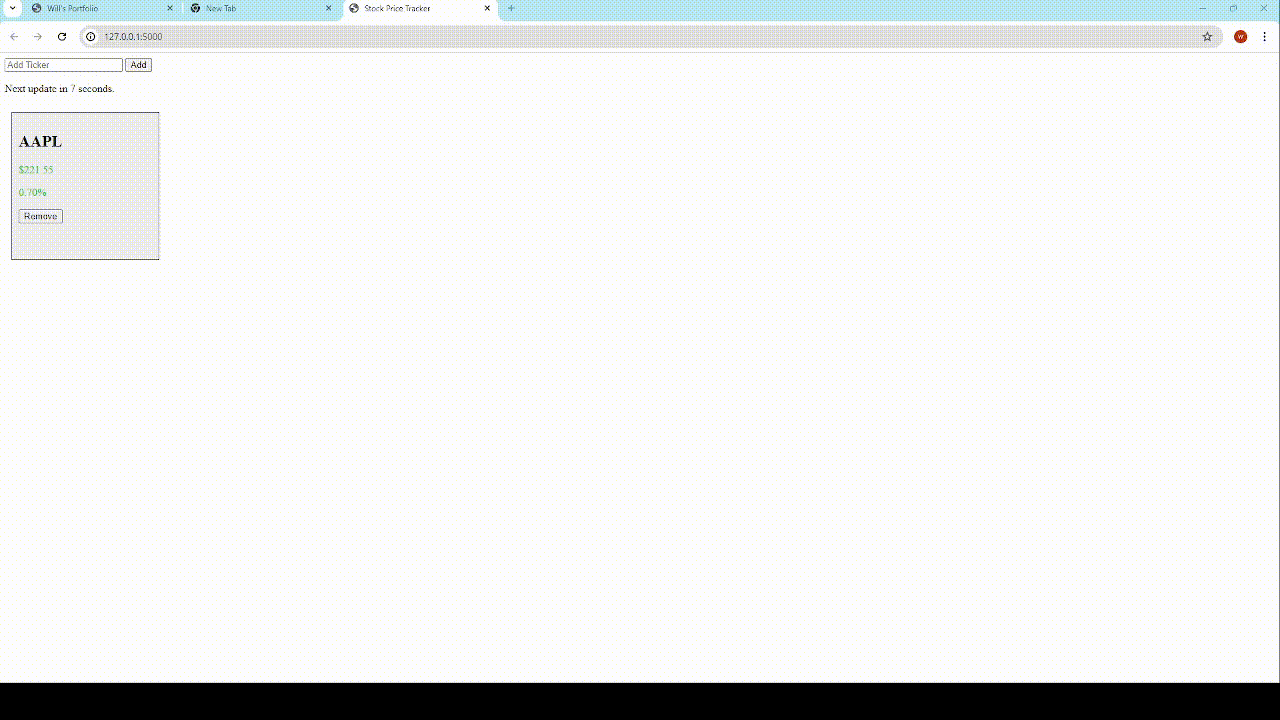 Will's Portfolio
New Tab
Stock Price Tracker
127.0.0.1:5000
W
Add Ticker Add
Next update in 7 seconds.
AAPL
$221.55
0.70%
Remove